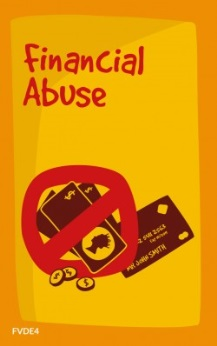 Financial
Abuse
MR JOHN SMITH
FVDE4